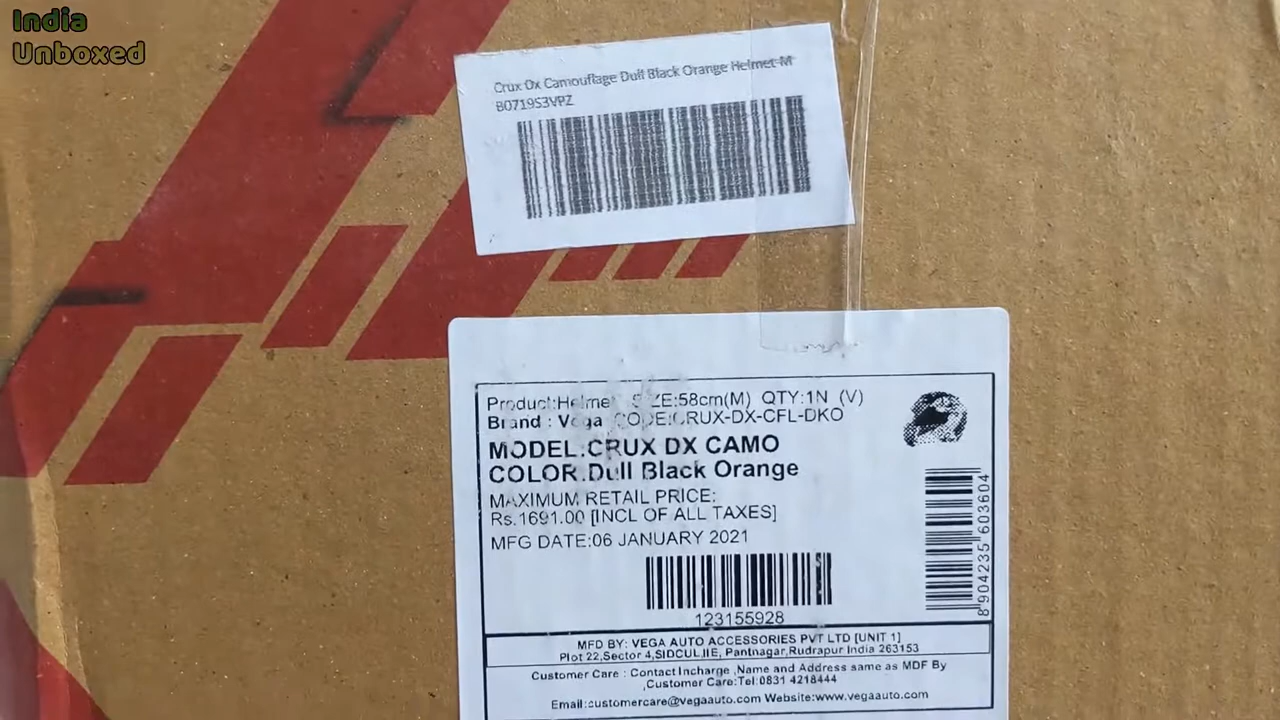 India
Unboxed
Crux Dx Camouflage Dull Black Orange Helmet-M
B0719S3VPZ
Product:Helmet SIZE:58cm(M) QTY:1N (V)
Brand : Vega CODE:CRUX-DX-CFL-DKO
MODEL:CRUX DX CAMO
COLOR:Dull Black Orange
MAXIMUM RETAIL PRICE:
Rs.1691.00 [INCL OF ALL TAXES]
MFG DATE:06 JANUARY 2021
123155928
8 904235 603604
MFD BY: VEGA AUTO ACCESSORIES PVT LTD [UNIT 1]
Plot 22,Sector 4,SIDCUL,IIE, Pantnagar,Rudrapur India 263153
Customer Care : Contact Incharge ,Name and Address same as MDF By
,Customer Care:Tel:0831 4218444
Email:customercare@vegaauto.com Website:www.vegaauto.com